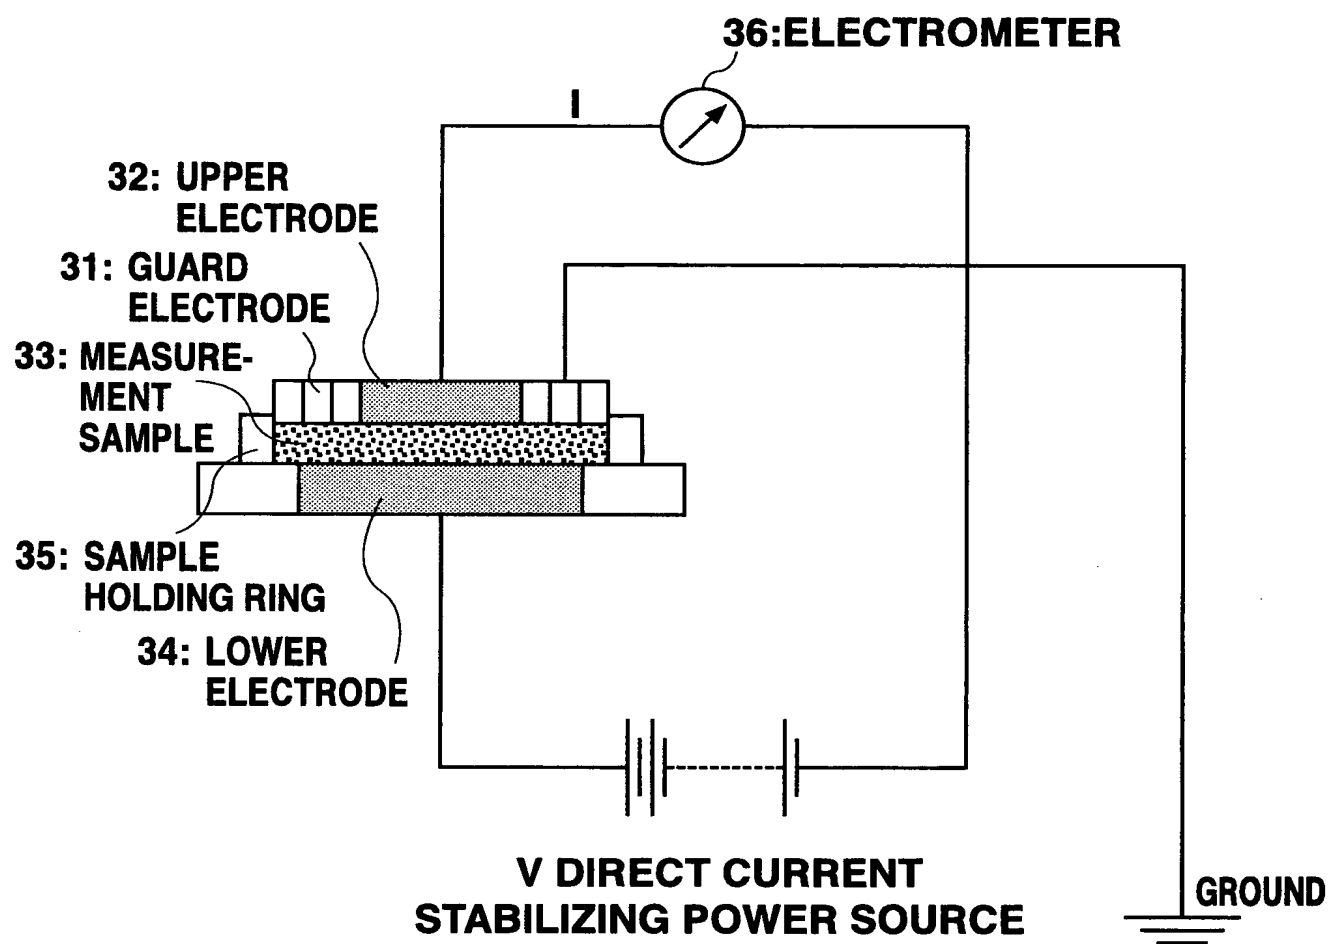 36:ELECTROMETER
I
32: UPPER
ELECTRODE
31: GUARD
ELECTRODE
33: MEASURE-
MENT
SAMPLE
35: SAMPLE
HOLDING RING
34: LOWER
ELECTRODE
V DIRECT CURRENT
STABILIZING POWER SOURCE
GROUND